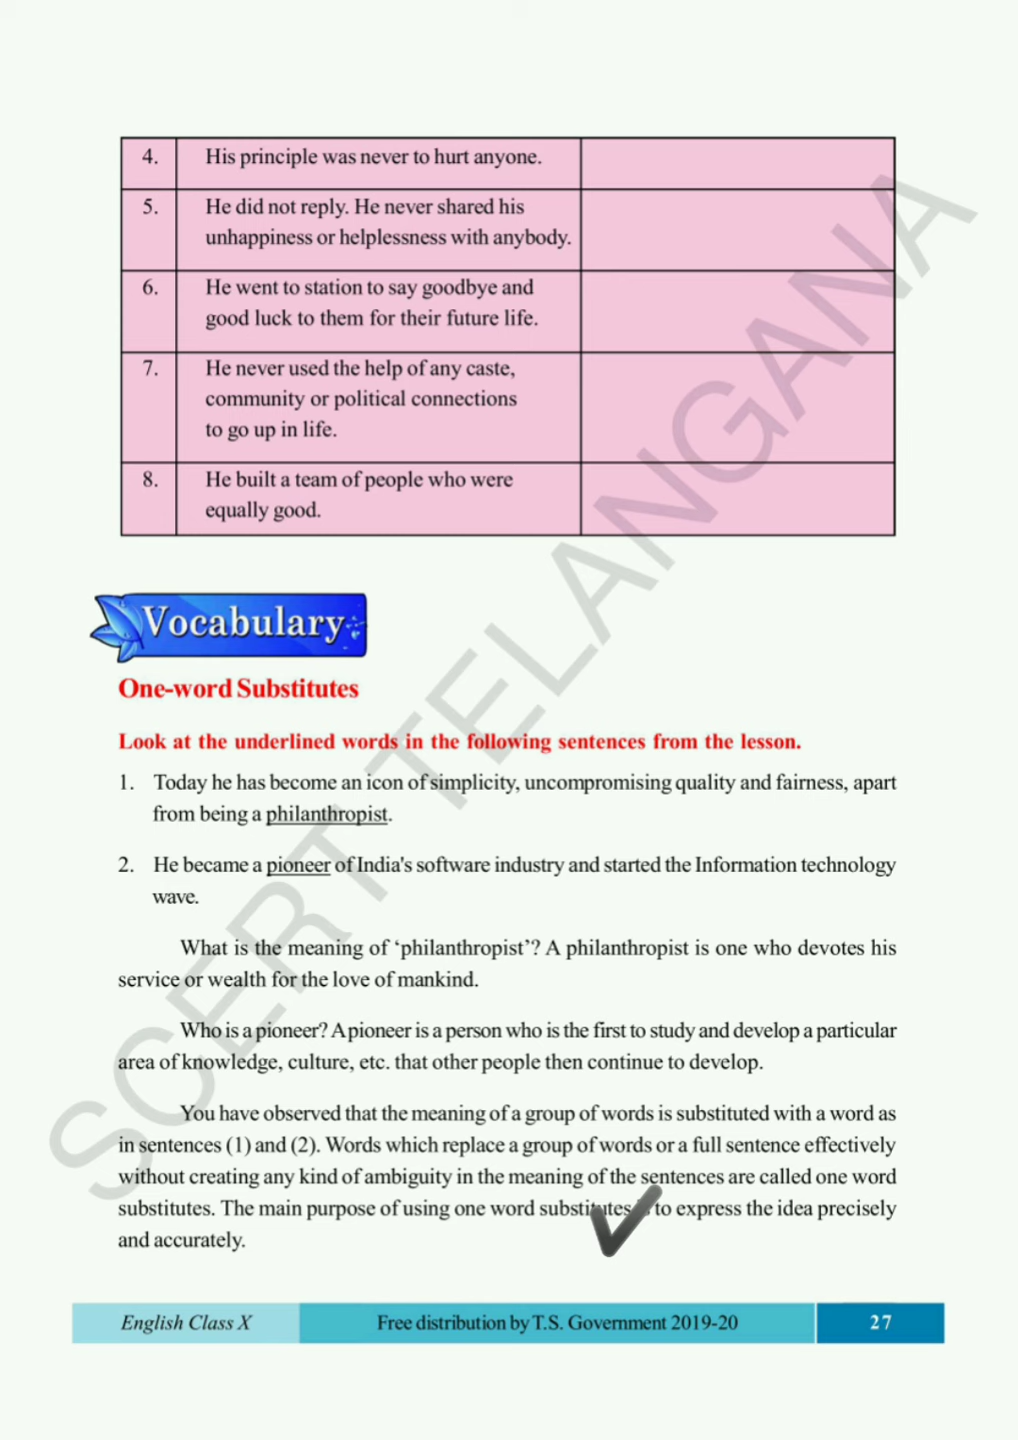 4. His principle was never to hurt anyone.
5. He did not reply. He never shared his
unhappiness or helplessness with anybody.
6. He went to station to say goodbye and
good luck to them for their future life.
7. He never used the help of any caste,
community or political connections
to go up in life.
8. He built a team of people who were
equally good.
Vocabulary
One-word Substitutes
Look at the underlined words in the following sentences from the lesson.
1. Today he has become an icon of simplicity, uncompromising quality and fairness, apart
from being a philanthropist.
2. He became a pioneer of India's software industry and started the Information technology
wave.
What is the meaning of ‘philanthropist’? A philanthropist is one who devotes his
service or wealth for the love of mankind.
Who is a pioneer? A pioneer is a person who is the first to study and develop a particular
area of knowledge, culture, etc. that other people then continue to develop.
You have observed that the meaning of a group of words is substituted with a word as
in sentences (1) and (2). Words which replace a group of words or a full sentence effectively
without creating any kind of ambiguity in the meaning of the sentences are called one word
substitutes. The main purpose of using one word substitutes to express the idea precisely
and accurately.
English Class X Free distribution by T.S. Government 2019-20 27
SCERT TELANGANA